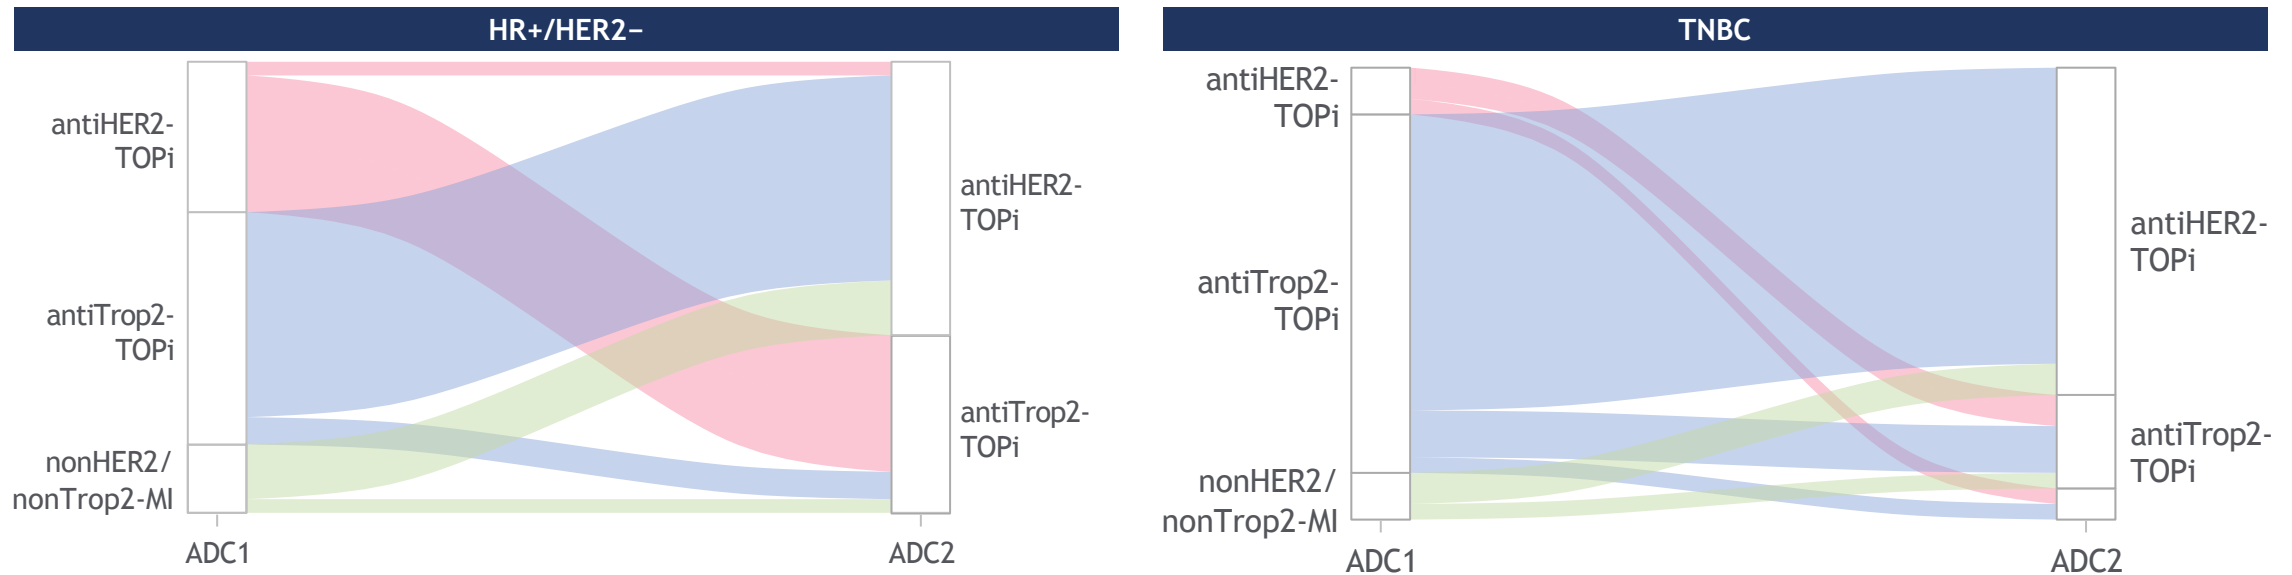 HR+/HER2−
antiHER2-
TOPi
antiTrop2-
TOPi
nonHER2/
nonTrop2-MI
antiHER2-
TOPi
antiTrop2-
TOPi
ADC1
ADC2
TNBC
antiHER2-
TOPi
antiTrop2-
TOPi
nonHER2/
nonTrop2-MI
antiHER2-
TOPi
antiTrop2-
TOPi
ADC1
ADC2